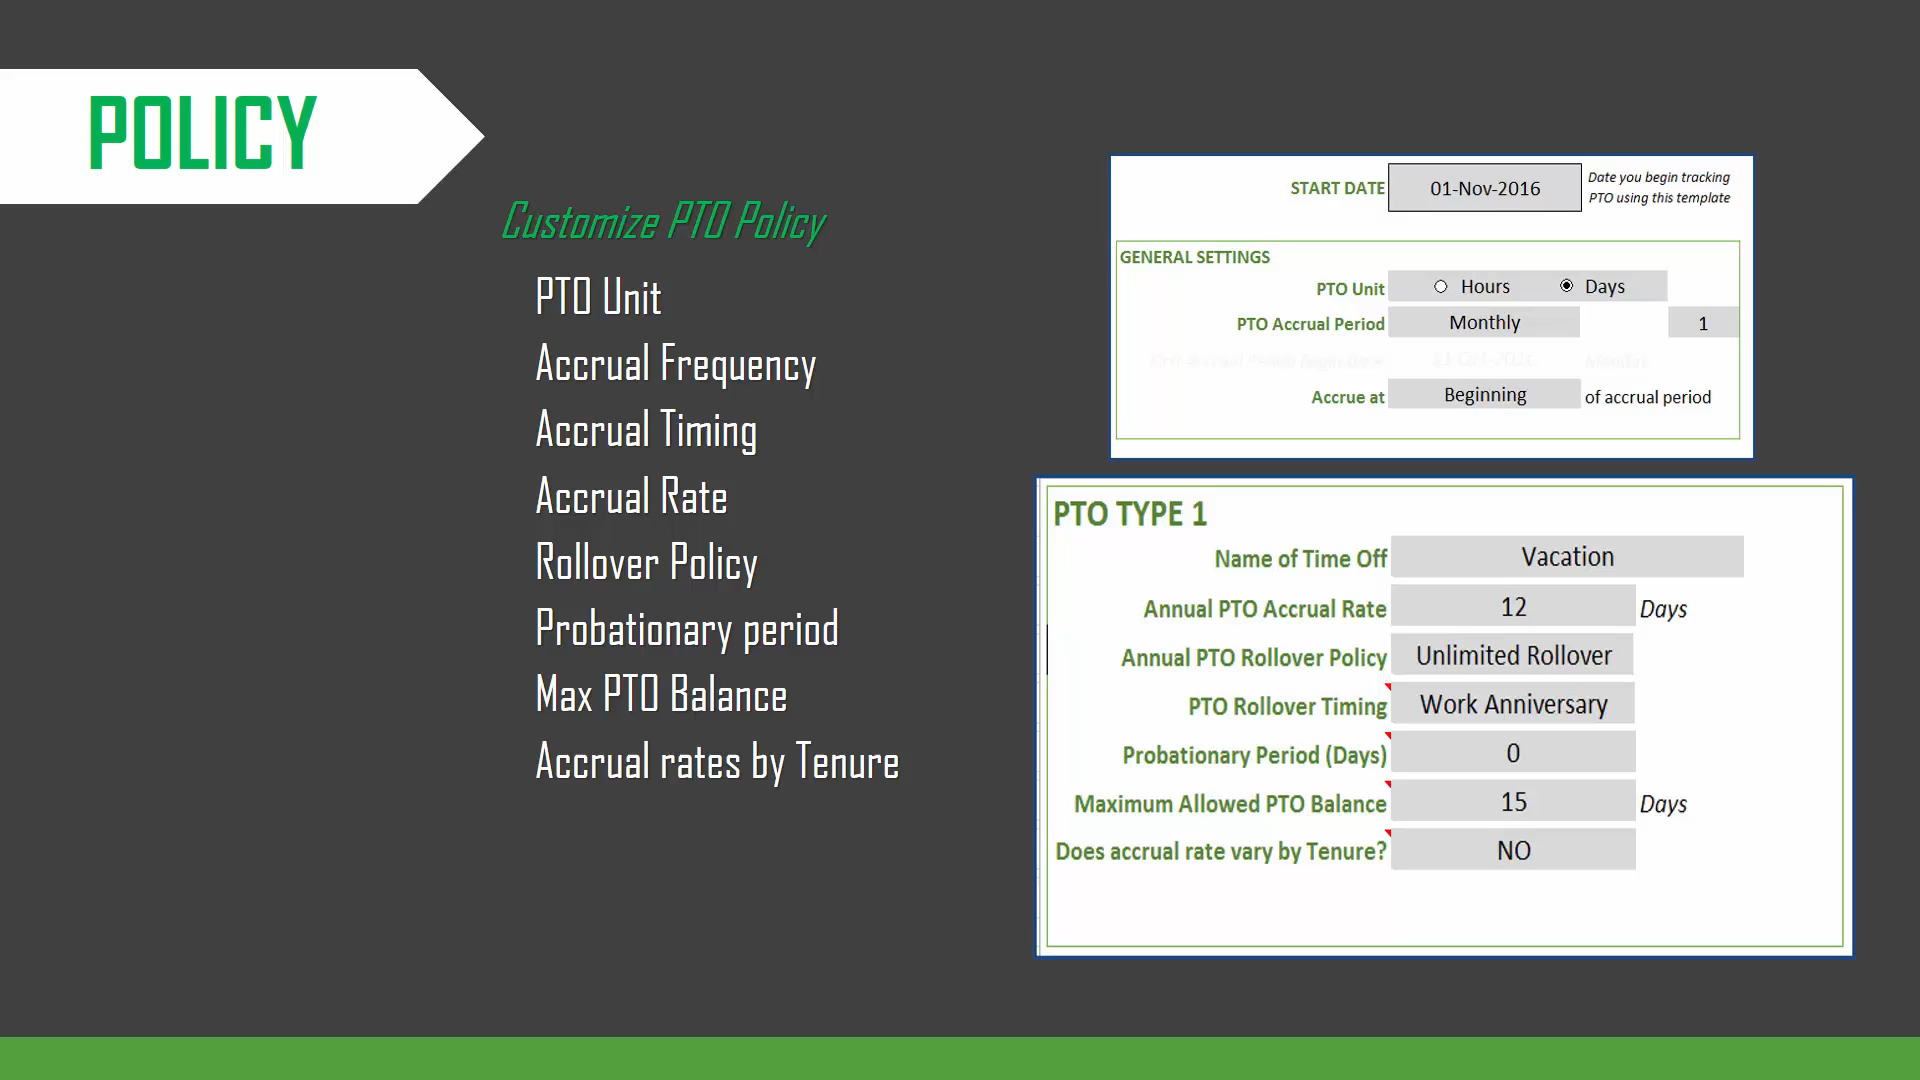 POLICY
Customize PTO Policy
PTO Unit
Accrual Frequency
Accrual Timing
Accrual Rate
Rollover Policy
Probationary period
Max PTO Balance
Accrual rates by Tenure
START DATE 01-Nov-2016 Date you begin tracking
PTO using this template
GENERAL SETTINGS
PTO Unit Hours Days
PTO Accrual Period Monthly 1
Accrue at Beginning of accrual period
PTO TYPE 1
Name of Time Off Vacation
Annual PTO Accrual Rate 12 Days
Annual PTO Rollover Policy Unlimited Rollover
PTO Rollover Timing Work Anniversary
Probationary Period (Days) 0
Maximum Allowed PTO Balance 15 Days
Does accrual rate vary by Tenure? NO